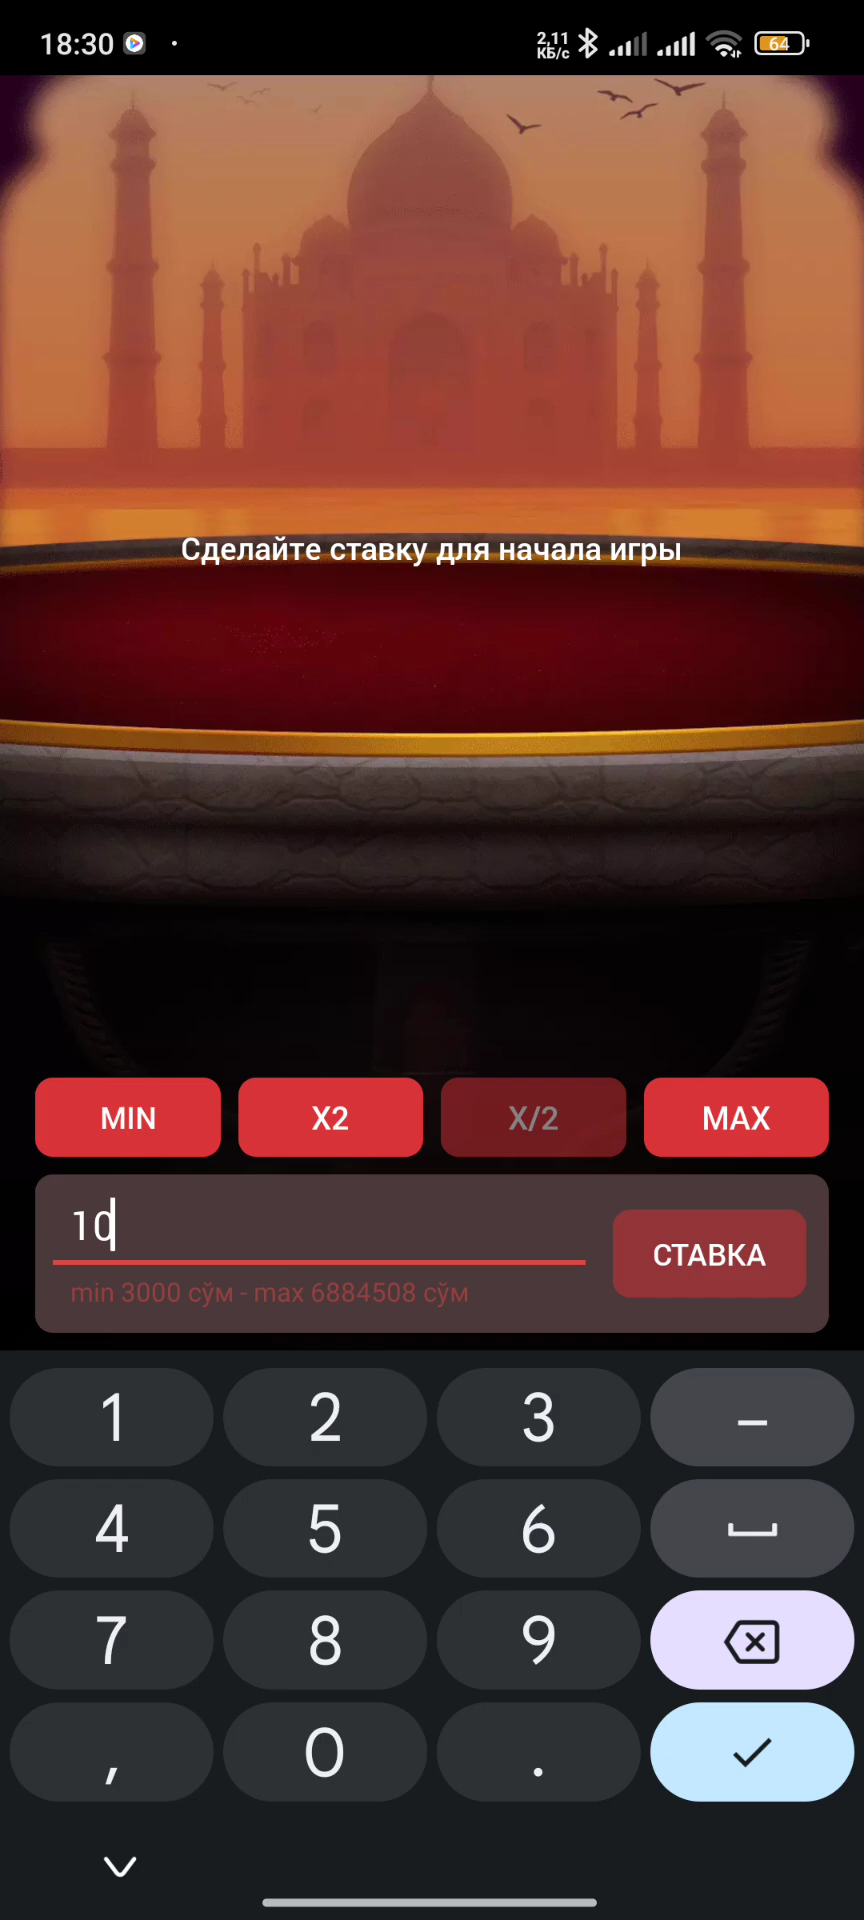 18:30
2,11
КБ/с
64
Сделайте ставку для начала игры
MIN X2 X/2 MAX
10
СТАВКА
min 3000 сўм - max 6884508 сўм
1 2 3 –
4 5 6
7 8 9
, 0 .